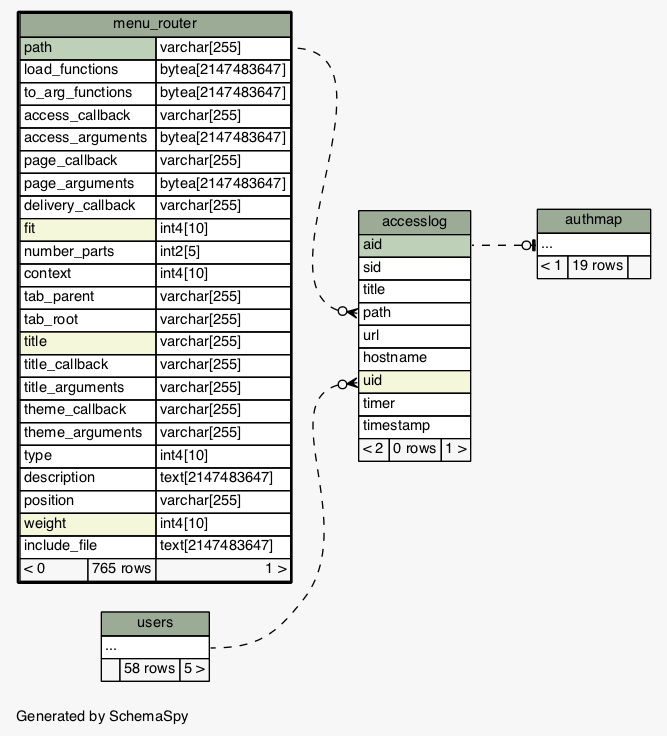 menu_router
path varchar[255]
load_functions bytea[2147483647]
to_arg_functions bytea[2147483647]
access_callback varchar[255]
access_arguments bytea[2147483647]
page_callback varchar[255]
page_arguments bytea[2147483647]
delivery_callback varchar[255]
fit int4[10]
number_parts int2[5]
context int4[10]
tab_parent varchar[255]
tab_root varchar[255]
title varchar[255]
title_callback varchar[255]
title_arguments varchar[255]
theme_callback varchar[255]
theme_arguments varchar[255]
type int4[10]
description text[2147483647]
position varchar[255]
weight int4[10]
include_file text[2147483647]
< 0 765 rows 1 >
accesslog
aid
sid
title
path
url
hostname
uid
timer
timestamp
< 2 0 rows 1 >
authmap
...
< 1 19 rows
users
...
58 rows 5 >
Generated by SchemaSpy